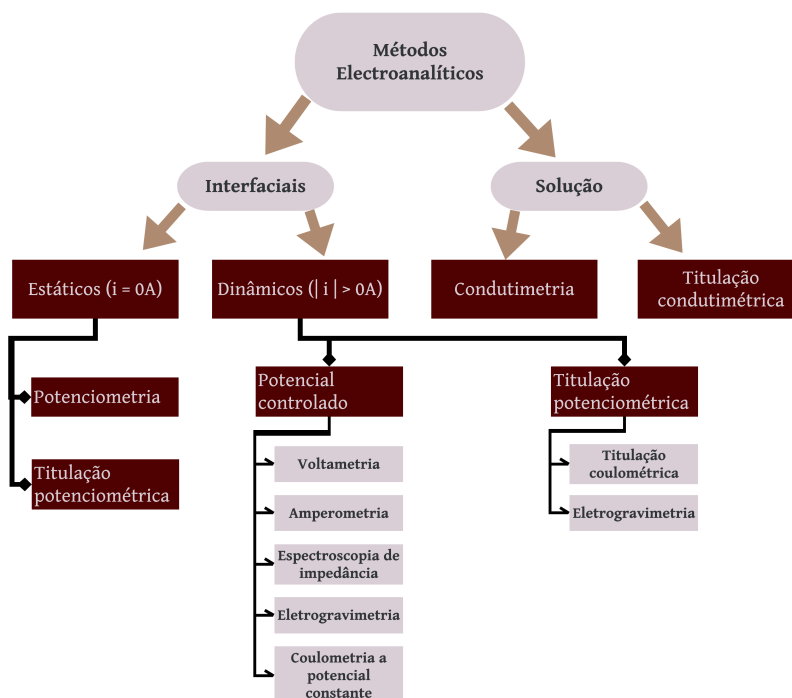 Métodos
Electroanalíticos
Interfaciais
Solução
Estáticos (i = 0A)
Dinâmicos (| i | > 0A)
Condutimetria
Titulação
condutimétrica
Potenciometria
Titulação
potenciométrica
Potencial
controlado
Voltametria
Amperometria
Espectroscopia de
impedância
Eletrogravimetria
Coulometria a
potencial
constante
Titulação
potenciométrica
Titulação
coulométrica
Eletrogravimetria